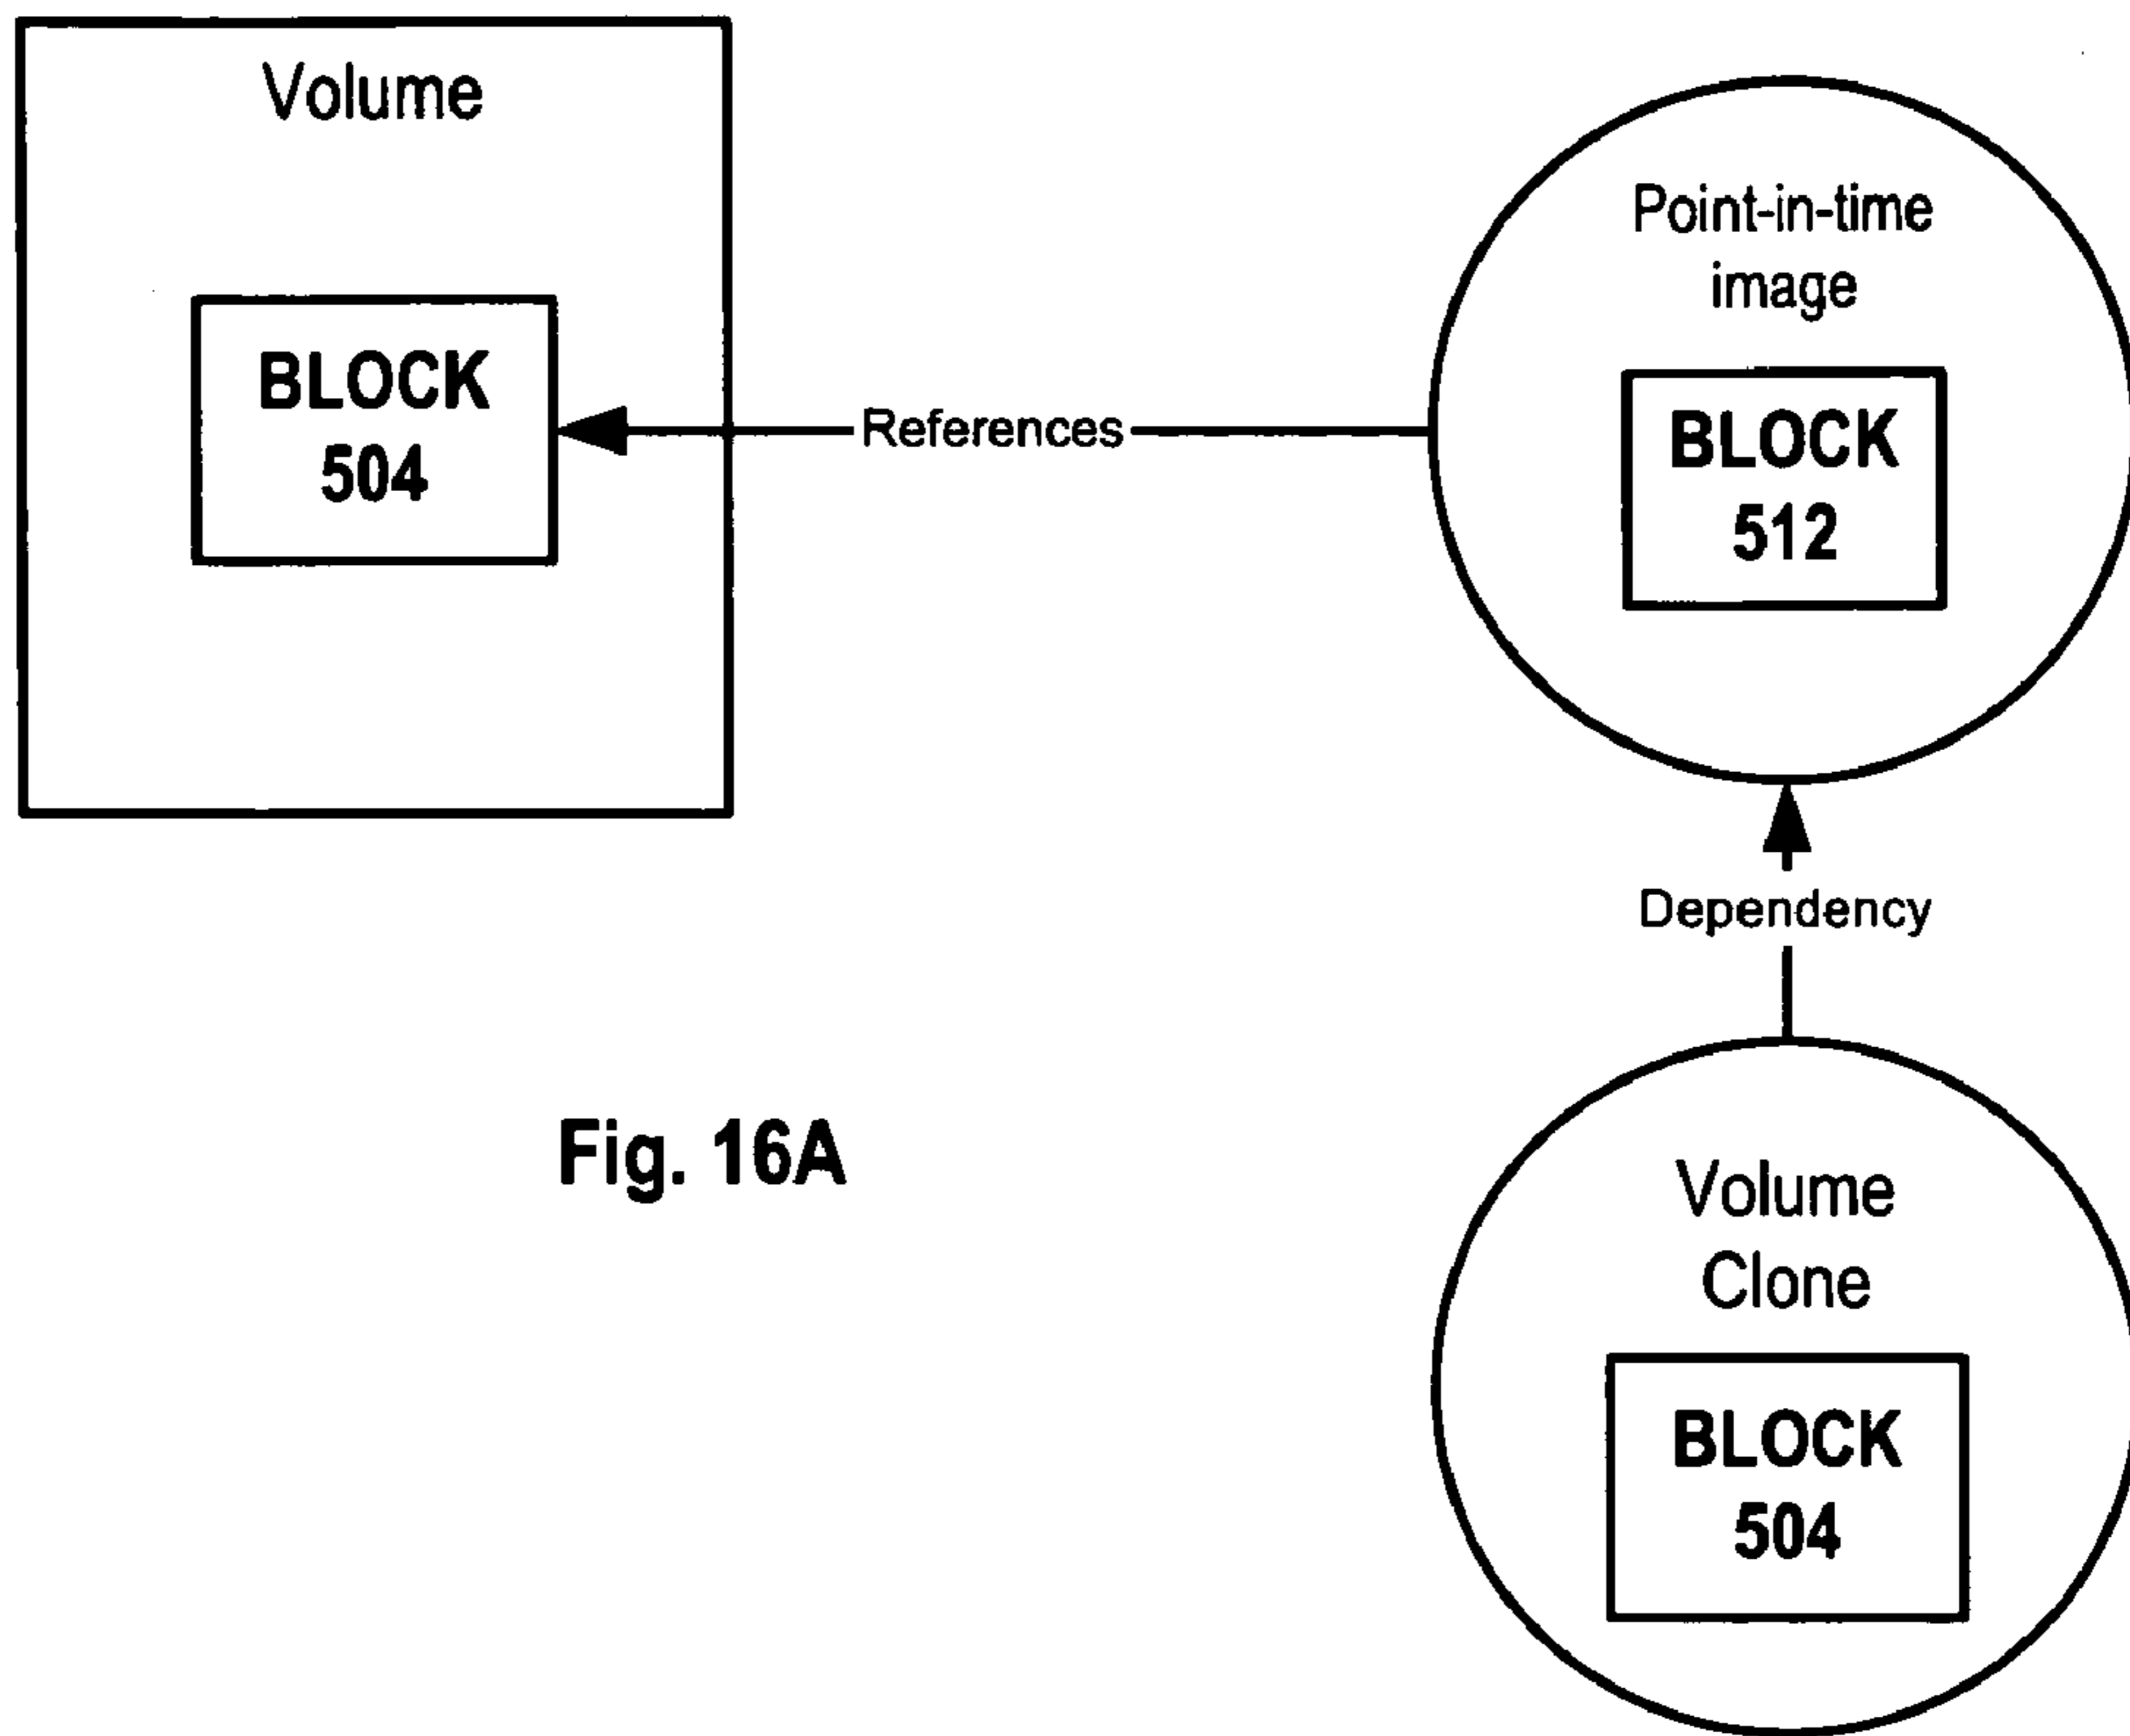 Volume
BLOCK
504
References
Point-in-time
image
BLOCK
512
Dependency
Volume
Clone
BLOCK
504
Fig. 16A